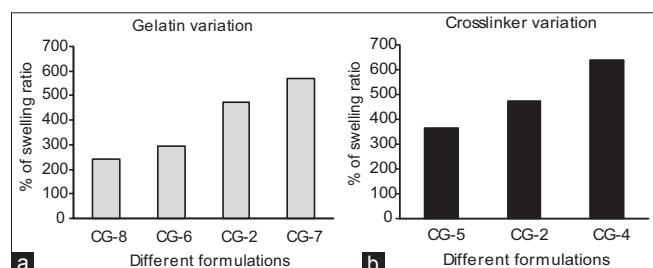 Gelatin variation
% of swelling ratio
700
600
500
400
300
200
100
0
CG-8 CG-6 CG-2 CG-7
Different formulations
a
Crosslinker variation
% of swelling ratio
700
600
500
400
300
200
100
0
CG-5 CG-2 CG-4
Different formulations
b